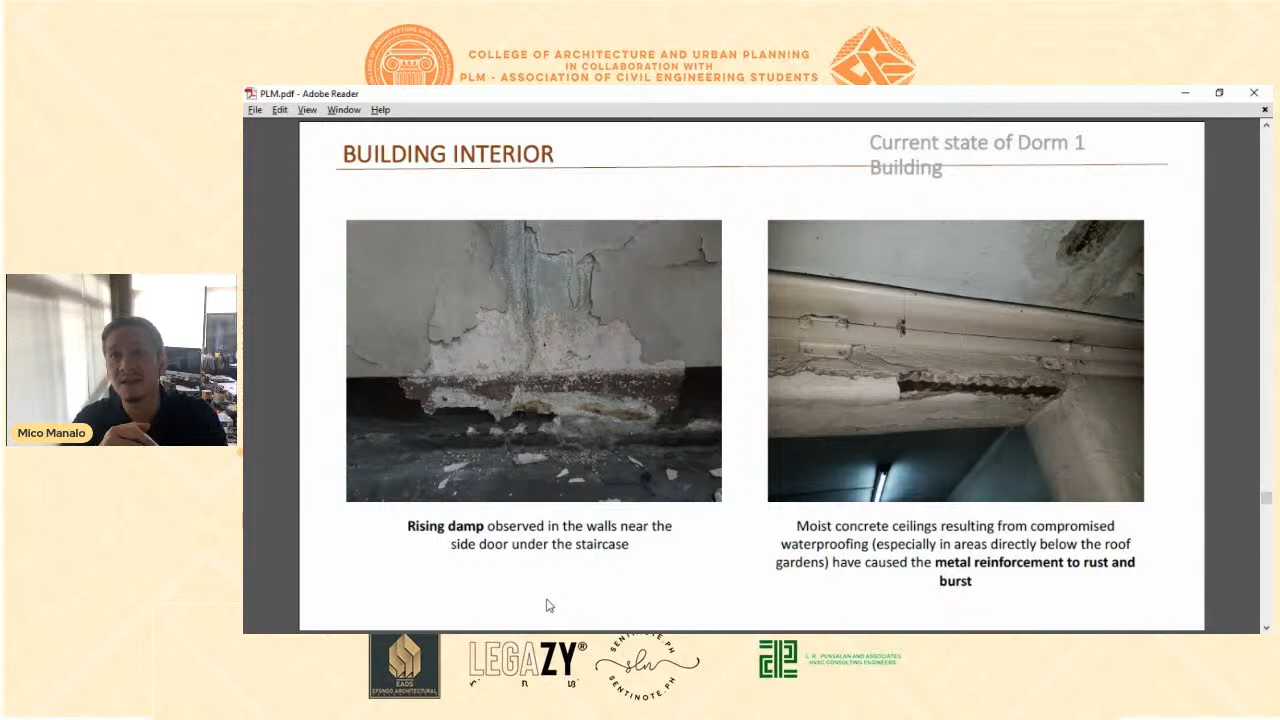 COLLEGE OF ARCHITECTURE AND URBAN PLANNING
IN COLLABORATION WITH
PLM - ASSOCIATION OF CIVIL ENGINEERING STUDENTS
PLM.pdf - Adobe Reader
File Edit View Window Help
BUILDING INTERIOR
Current state of Dorm 1
Building
Mico Manalo
Rising damp observed in the walls near the
side door under the staircase
Moist concrete ceilings resulting from compromised
waterproofing (especially in areas directly below the roof
gardens) have caused the metal reinforcement to rust and
burst
EADS
EFONDO ARCHITECTURAL
LEGAZY®
SENTINOTE.PH
sln
SENTINOTE.PH
L. R. PUNSALAN AND ASSOCIATES
HVAC CONSULTING ENGINEERS